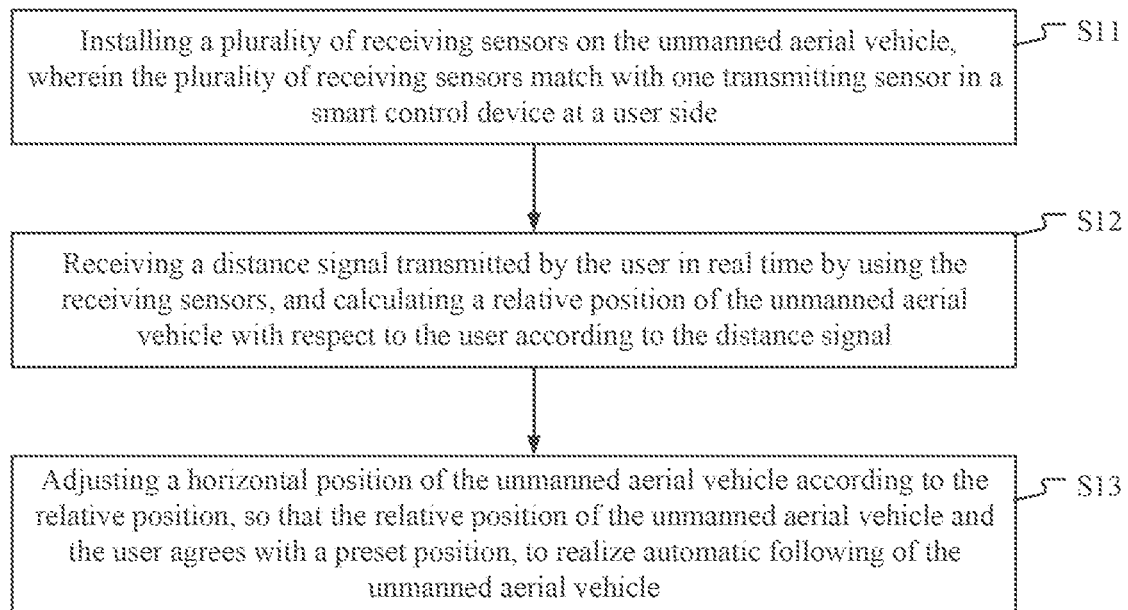 Installing a plurality of receiving sensors on the unmanned aerial vehicle,
wherein the plurality of receiving sensors match with one transmitting sensor in a
smart control device at a user side
S11
Receiving a distance signal transmitted by the user in real time by using the
receiving sensors, and calculating a relative position of the unmanned aerial
vehicle with respect to the user according to the distance signal
S12
Adjusting a horizontal position of the unmanned aerial vehicle according to the
relative position, so that the relative position of the unmanned aerial vehicle and
the user agrees with a preset position, to realize automatic following of the
unmanned aerial vehicle
S13